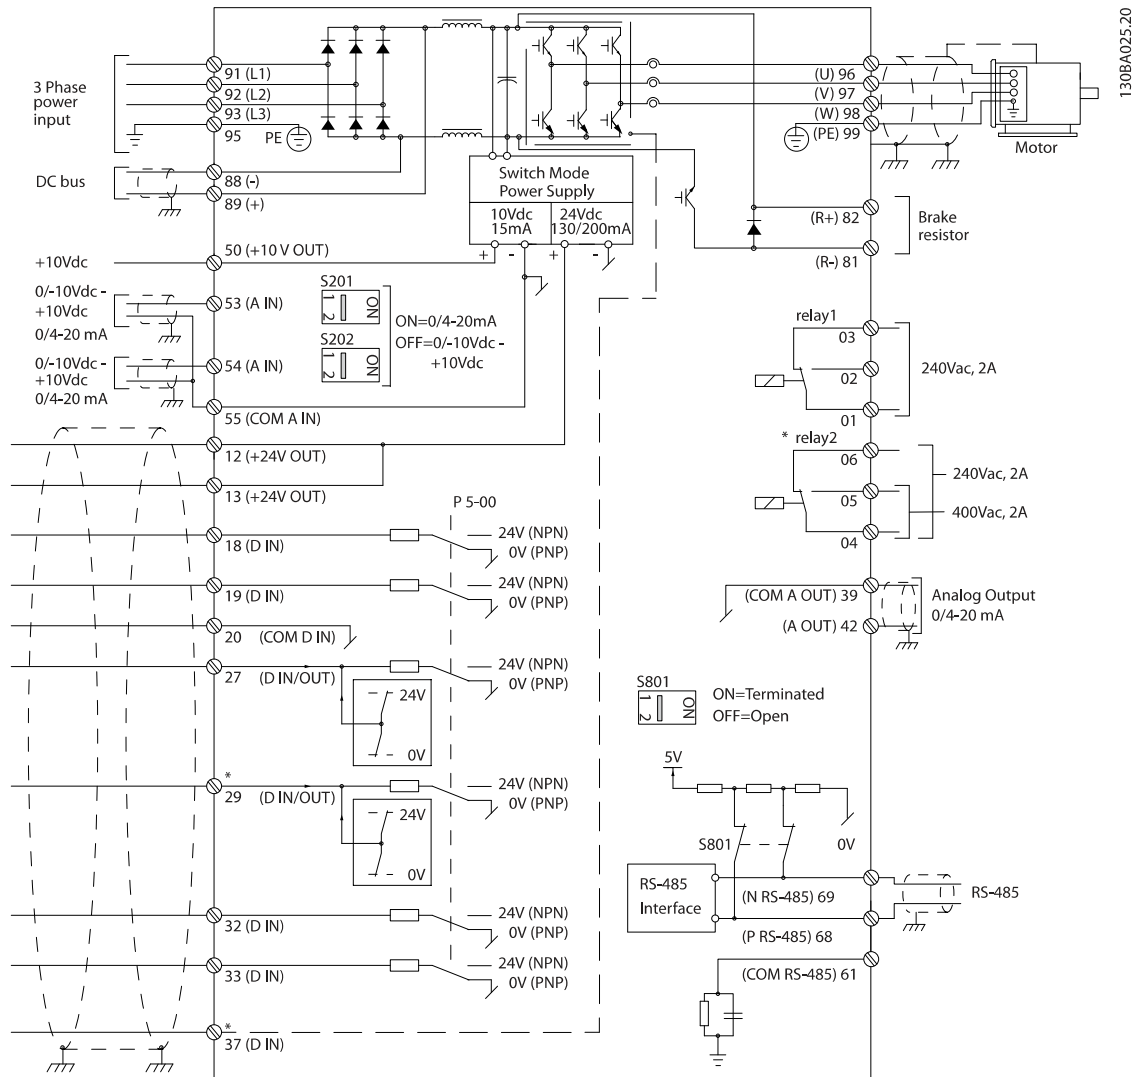 130BA025.20
3 Phase
power
input
91 (L1)
92 (L2)
93 (L3)
95
PE
DC bus
88 (-)
89 (+)
+10Vdc
50 (+10 V OUT)
0/-10Vdc -
+10Vdc
0/4-20 mA
53 (A IN)
0/-10Vdc -
+10Vdc
0/4-20 mA
54 (A IN)
55 (COM A IN)
12 (+24V OUT)
13 (+24V OUT)
18 (D IN)
19 (D IN)
20 (COM D IN)
27 (D IN/OUT)
24V
0V
*
29 (D IN/OUT)
24V
0V
32 (D IN)
33 (D IN)
*
37 (D IN)
S201
1 2
ON
S202
1 2
ON
ON=0/4-20mA
OFF=0/-10Vdc -
+10Vdc
P 5-00
24V (NPN)
0V (PNP)
24V (NPN)
0V (PNP)
24V (NPN)
0V (PNP)
24V (NPN)
0V (PNP)
24V (NPN)
0V (PNP)
24V (NPN)
0V (PNP)
Switch Mode
Power Supply
10Vdc
15mA
24Vdc
130/200mA
+ - + -
(U) 96
(V) 97
(W) 98
(PE) 99
Motor
(R+) 82
(R-) 81
Brake
resistor
relay1
03
02
01
240Vac, 2A
* relay2
06
05
04
240Vac, 2A
400Vac, 2A
(COM A OUT) 39
(A OUT) 42
Analog Output
0/4-20 mA
S801
1 2
ON
ON=Terminated
OFF=Open
5V
S801
0V
RS-485
Interface
(N RS-485) 69
(P RS-485) 68
(COM RS-485) 61
RS-485